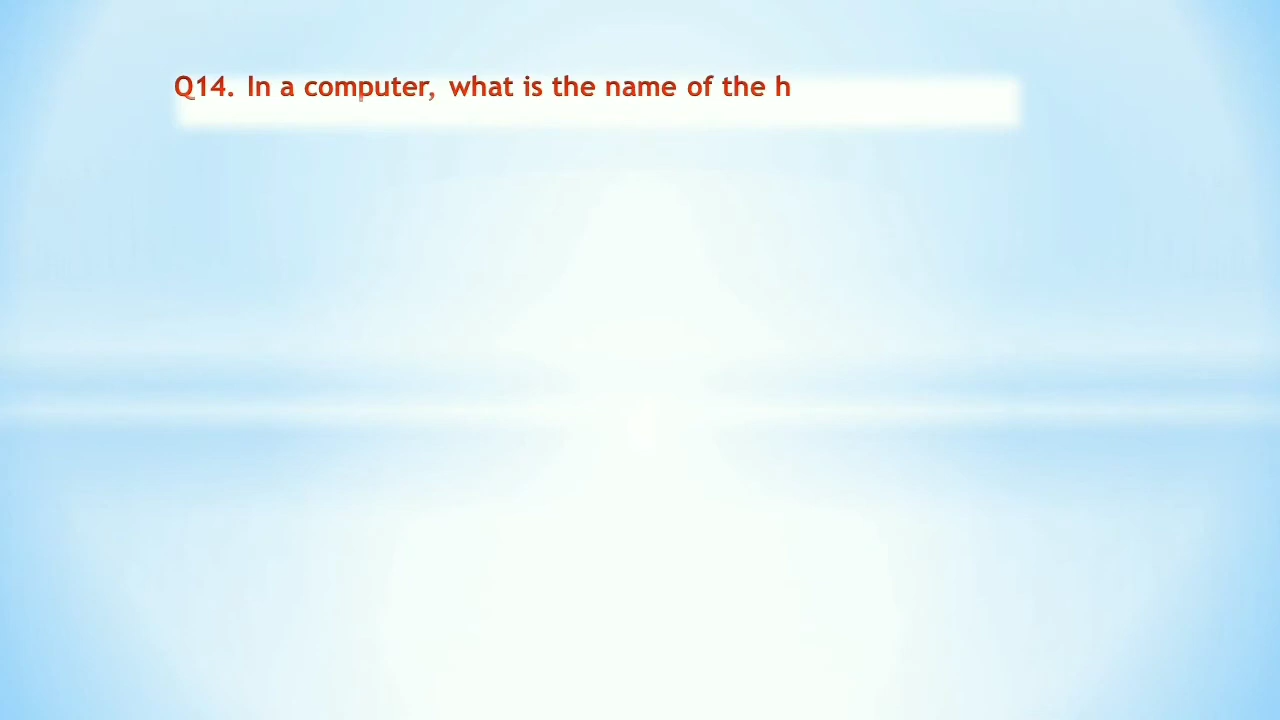 Q14. In a computer, what is the name of the h